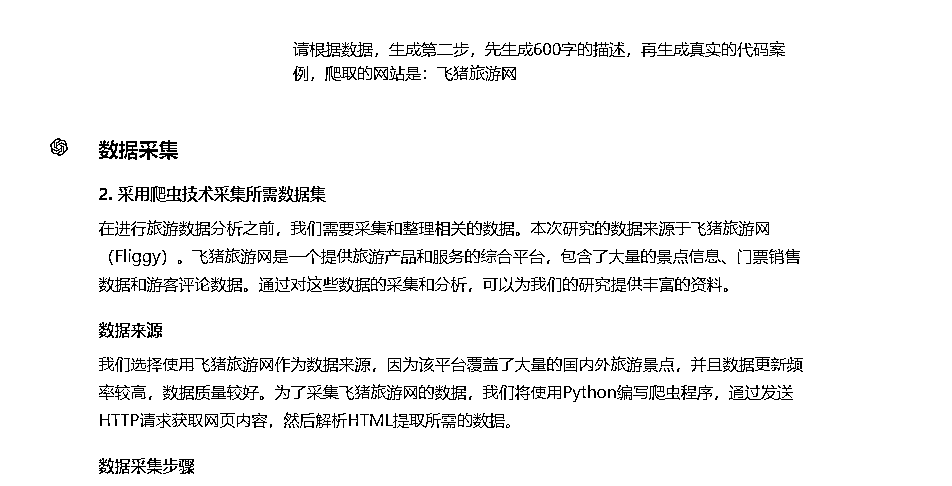 请根据数据，生成第二步，先生成600字的描述，再生成真实的代码案
例，爬取的网站是：飞猪旅游网
数据采集
2. 采用爬虫技术采集所需数据集
在进行旅游数据分析之前，我们需要采集和整理相关的数据。本次研究的数据来源于飞猪旅游网
（Fliggy）。飞猪旅游网是一个提供旅游产品和服务的综合平台，包含了大量的景点信息、门票销售
数据和游客评论数据。通过对这些数据的采集和分析，可以为我们的研究提供丰富的资料。
数据来源
我们选择使用飞猪旅游网作为数据来源，因为该平台覆盖了大量的国内外旅游景点，并且数据更新频
率较高，数据质量较好。为了采集飞猪旅游网的数据，我们将使用Python编写爬虫程序，通过发送
HTTP请求获取网页内容，然后解析HTML提取所需的数据。
数据采集步骤